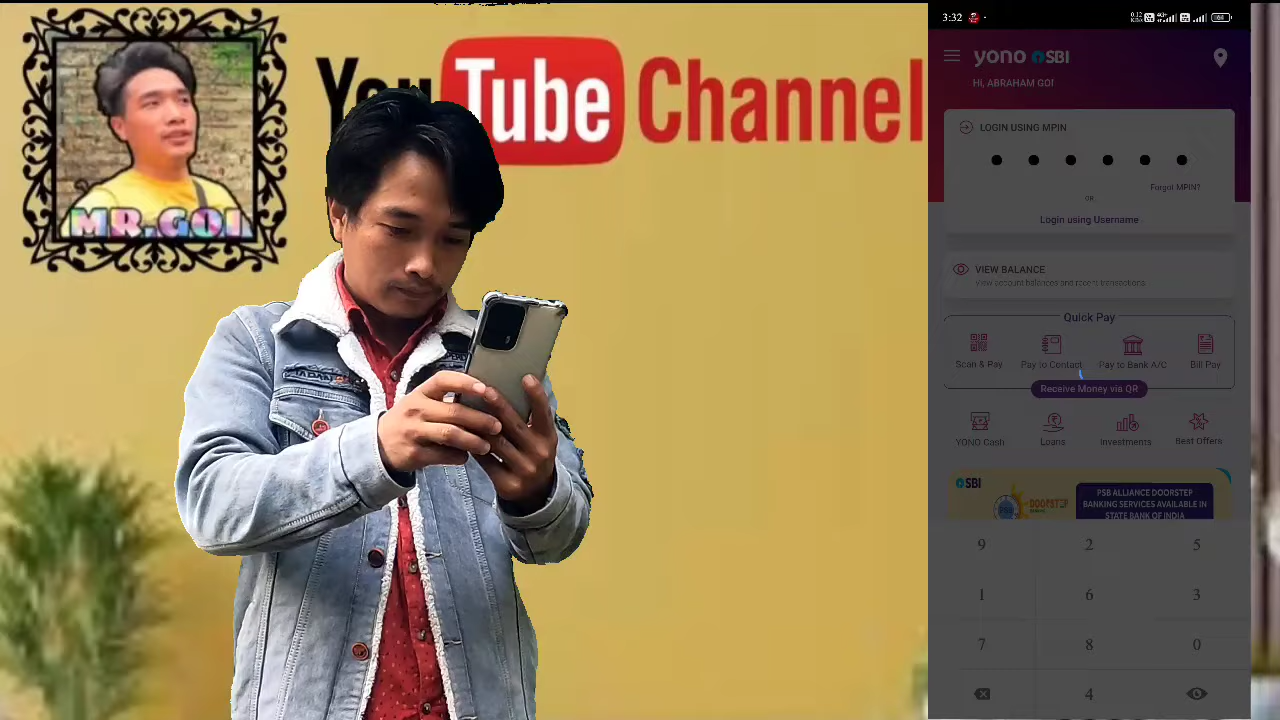 MR.GOI
YouTube Channel
3:32
yono SBI
HI, ABRAHAM GOI
LOGIN USING MPIN
Forgot MPIN?
OR
Login using Username
VIEW BALANCE
View account balances and recent transactions
Quick Pay
Scan & Pay Pay to Contact Pay to Bank A/C Bill Pay
Receive Money via QR
YONO Cash Loans Investments Best Offers
SBI
DOORSTEP
PSB ALLIANCE DOORSTEP
BANKING SERVICES AVAILABLE IN
STATE BANK OF INDIA
9 2 5
1 6 3
7 8 0
4